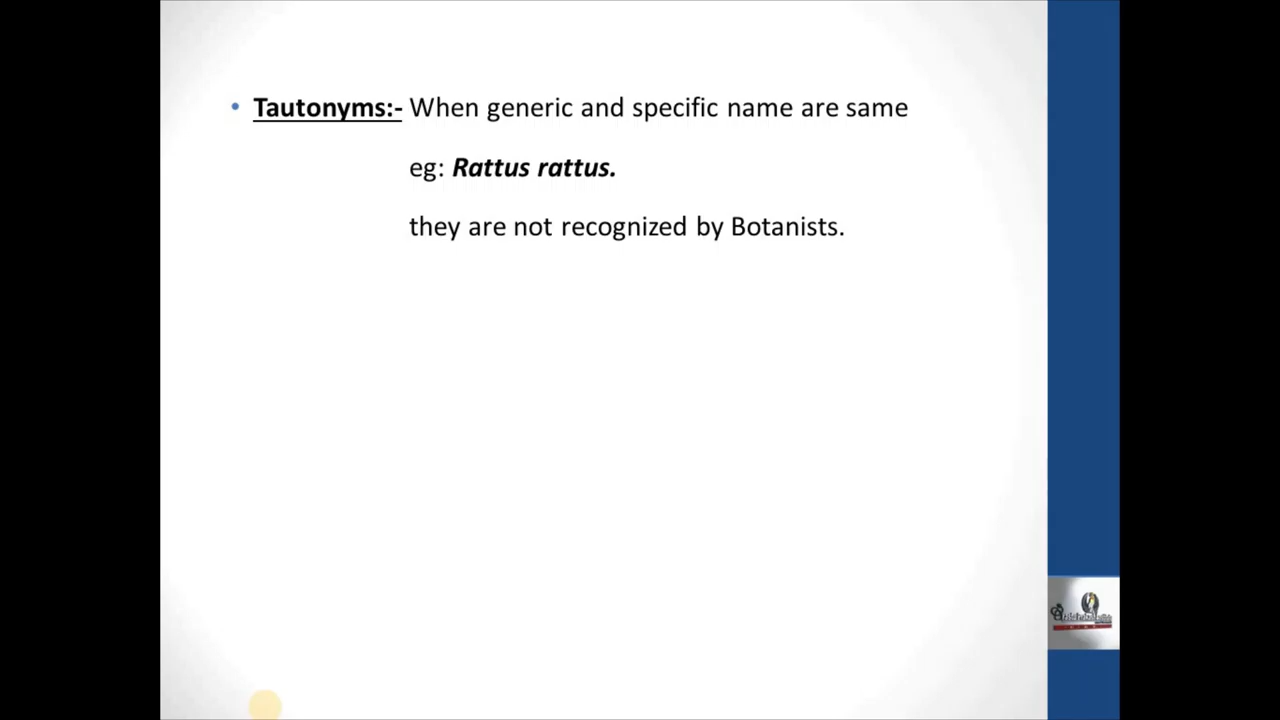 • Tautonyms:- When generic and specific name are same
eg: Rattus rattus.
they are not recognized by Botanists.